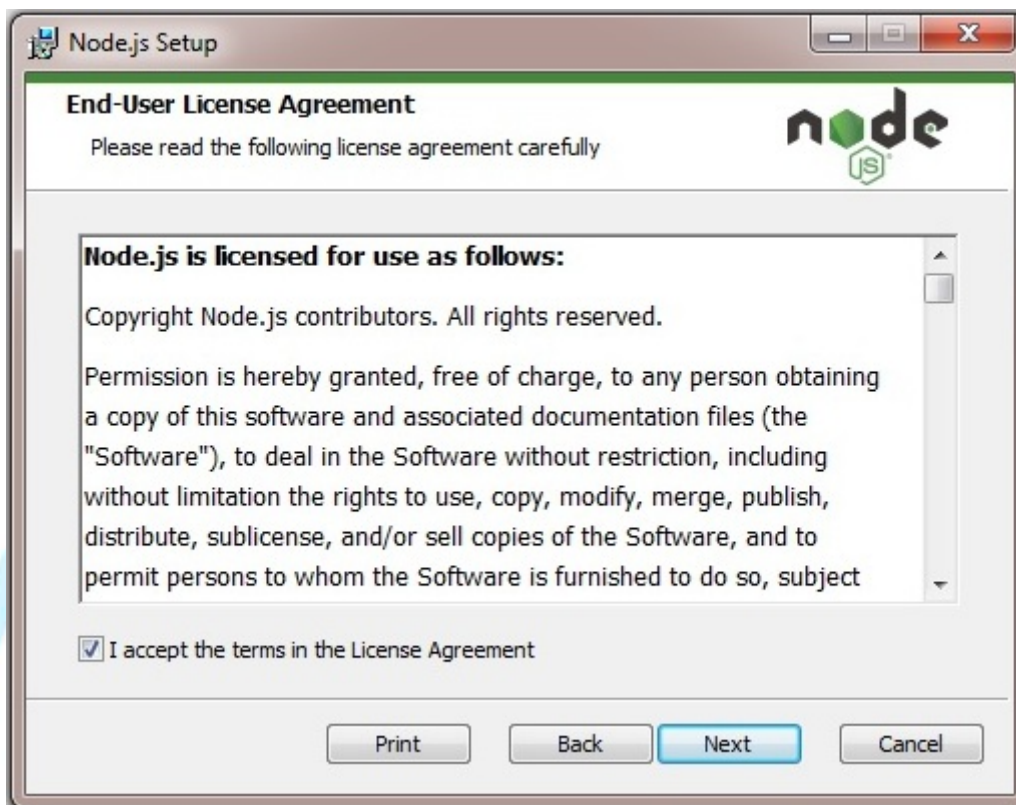 Node.js Setup
End-User License Agreement
Please read the following license agreement carefully
node
JS
Node.js is licensed for use as follows:
Copyright Node.js contributors. All rights reserved.
Permission is hereby granted, free of charge, to any person obtaining
a copy of this software and associated documentation files (the
"Software"), to deal in the Software without restriction, including
without limitation the rights to use, copy, modify, merge, publish,
distribute, sublicense, and/or sell copies of the Software, and to
permit persons to whom the Software is furnished to do so, subject
I accept the terms in the License Agreement
Print Back Next Cancel